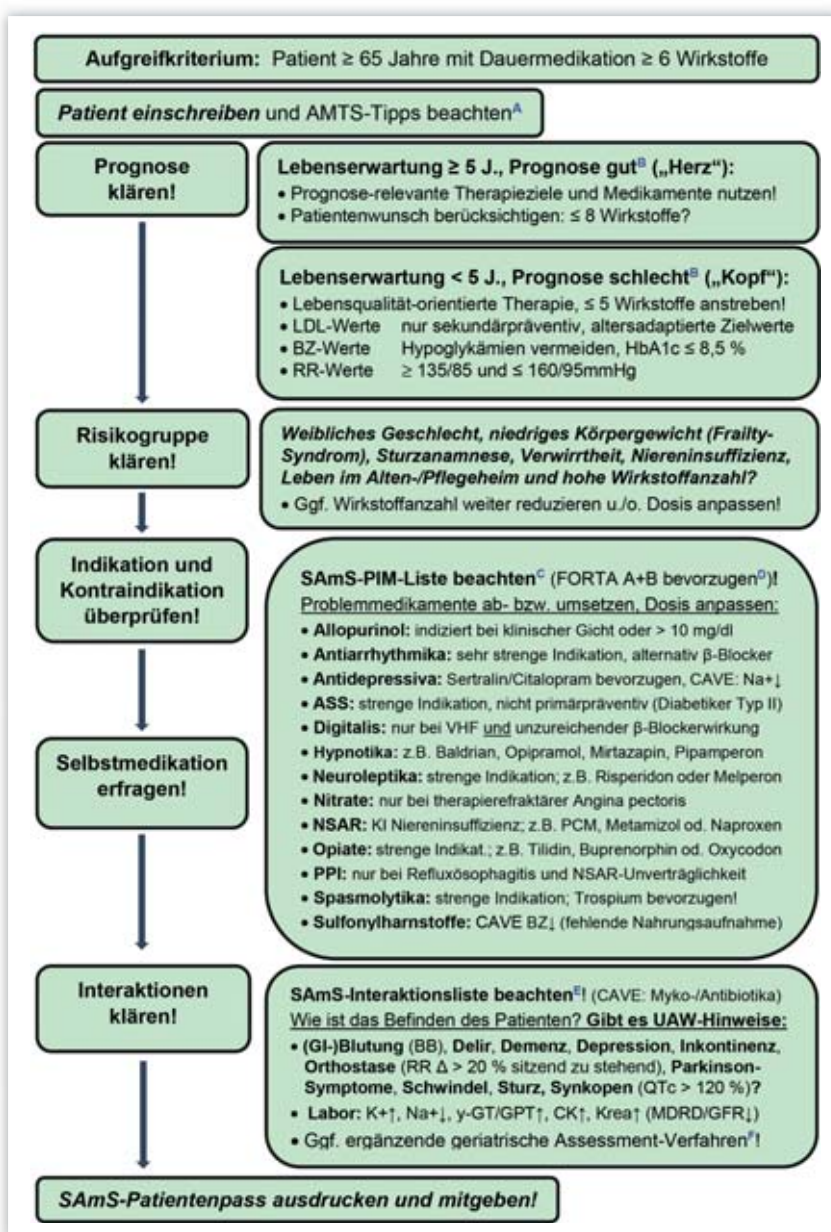 Aufgreifkriterium: Patient ≥ 65 Jahre mit Dauermedikation ≥ 6 Wirkstoffe
Patient einschreiben und AMTS-Tipps beachtenA
Prognose
klären!
Lebenserwartung ≥ 5 J., Prognose gutB („Herz“):
• Prognose-relevante Therapieziele und Medikamente nutzen!
• Patientenwunsch berücksichtigen: ≤ 8 Wirkstoffe?
Lebenserwartung < 5 J., Prognose schlechtB („Kopf“):
• Lebensqualität-orientierte Therapie, ≤ 5 Wirkstoffe anstreben!
• LDL-Werte nur sekundärpräventiv, altersadaptierte Zielwerte
• BZ-Werte Hypoglykämien vermeiden, HbA1c ≤ 8,5 %
• RR-Werte ≥ 135/85 und ≤ 160/95mmHg
Risikogruppe
klären!
Weibliches Geschlecht, niedriges Körpergewicht (Frailty-
Syndrom), Sturzanamnese, Verwirrtheit, Niereninsuffizienz,
Leben im Alten-/Pflegeheim und hohe Wirkstoffanzahl?
• Ggf. Wirkstoffanzahl weiter reduzieren u./o. Dosis anpassen!
Indikation und
Kontraindikation
überprüfen!
SAmS-PIM-Liste beachtenC (FORTA A+B bevorzugenD)!
Problemmedikamente ab- bzw. umsetzen, Dosis anpassen:
• Allopurinol: indiziert bei klinischer Gicht oder > 10 mg/dl
• Antiarrhythmika: sehr strenge Indikation, alternativ β-Blocker
• Antidepressiva: Sertralin/Citalopram bevorzugen, CAVE: Na+↓
• ASS: strenge Indikation, nicht primärpräventiv (Diabetiker Typ II)
• Digitalis: nur bei VHF und unzureichender β-Blockerwirkung
• Hypnotika: z.B. Baldrian, Opipramol, Mirtazapin, Pipamperon
• Neuroleptika: strenge Indikation; z.B. Risperidon oder Melperon
• Nitrate: nur bei therapierefraktärer Angina pectoris
• NSAR: KI Niereninsuffizienz; z.B. PCM, Metamizol od. Naproxen
• Opiate: strenge Indikat.; z.B. Tilidin, Buprenorphin od. Oxycodon
• PPI: nur bei Refluxösophagitis und NSAR-Unverträglichkeit
• Spasmolytika: strenge Indikation; Trospium bevorzugen!
• Sulfonylharnstoffe: CAVE BZ↓ (fehlende Nahrungsaufnahme)
Selbstmedikation
erfragen!
Interaktionen
klären!
SAmS-Interaktionsliste beachtenE! (CAVE: Myko-/Antibiotika)
Wie ist das Befinden des Patienten? Gibt es UAW-Hinweise:
• (GI-)Blutung (BB), Delir, Demenz, Depression, Inkontinenz,
Orthostase (RR Δ > 20 % sitzend zu stehend), Parkinson-
Symptome, Schwindel, Sturz, Synkopen (QTc > 120 %)?
• Labor: K+↑, Na+↓, y-GT/GPT↑, CK↑, Krea↑ (MDRD/GFR↓)
• Ggf. ergänzende geriatrische Assessment-VerfahrenF!
SAmS-Patientenpass ausdrucken und mitgeben!